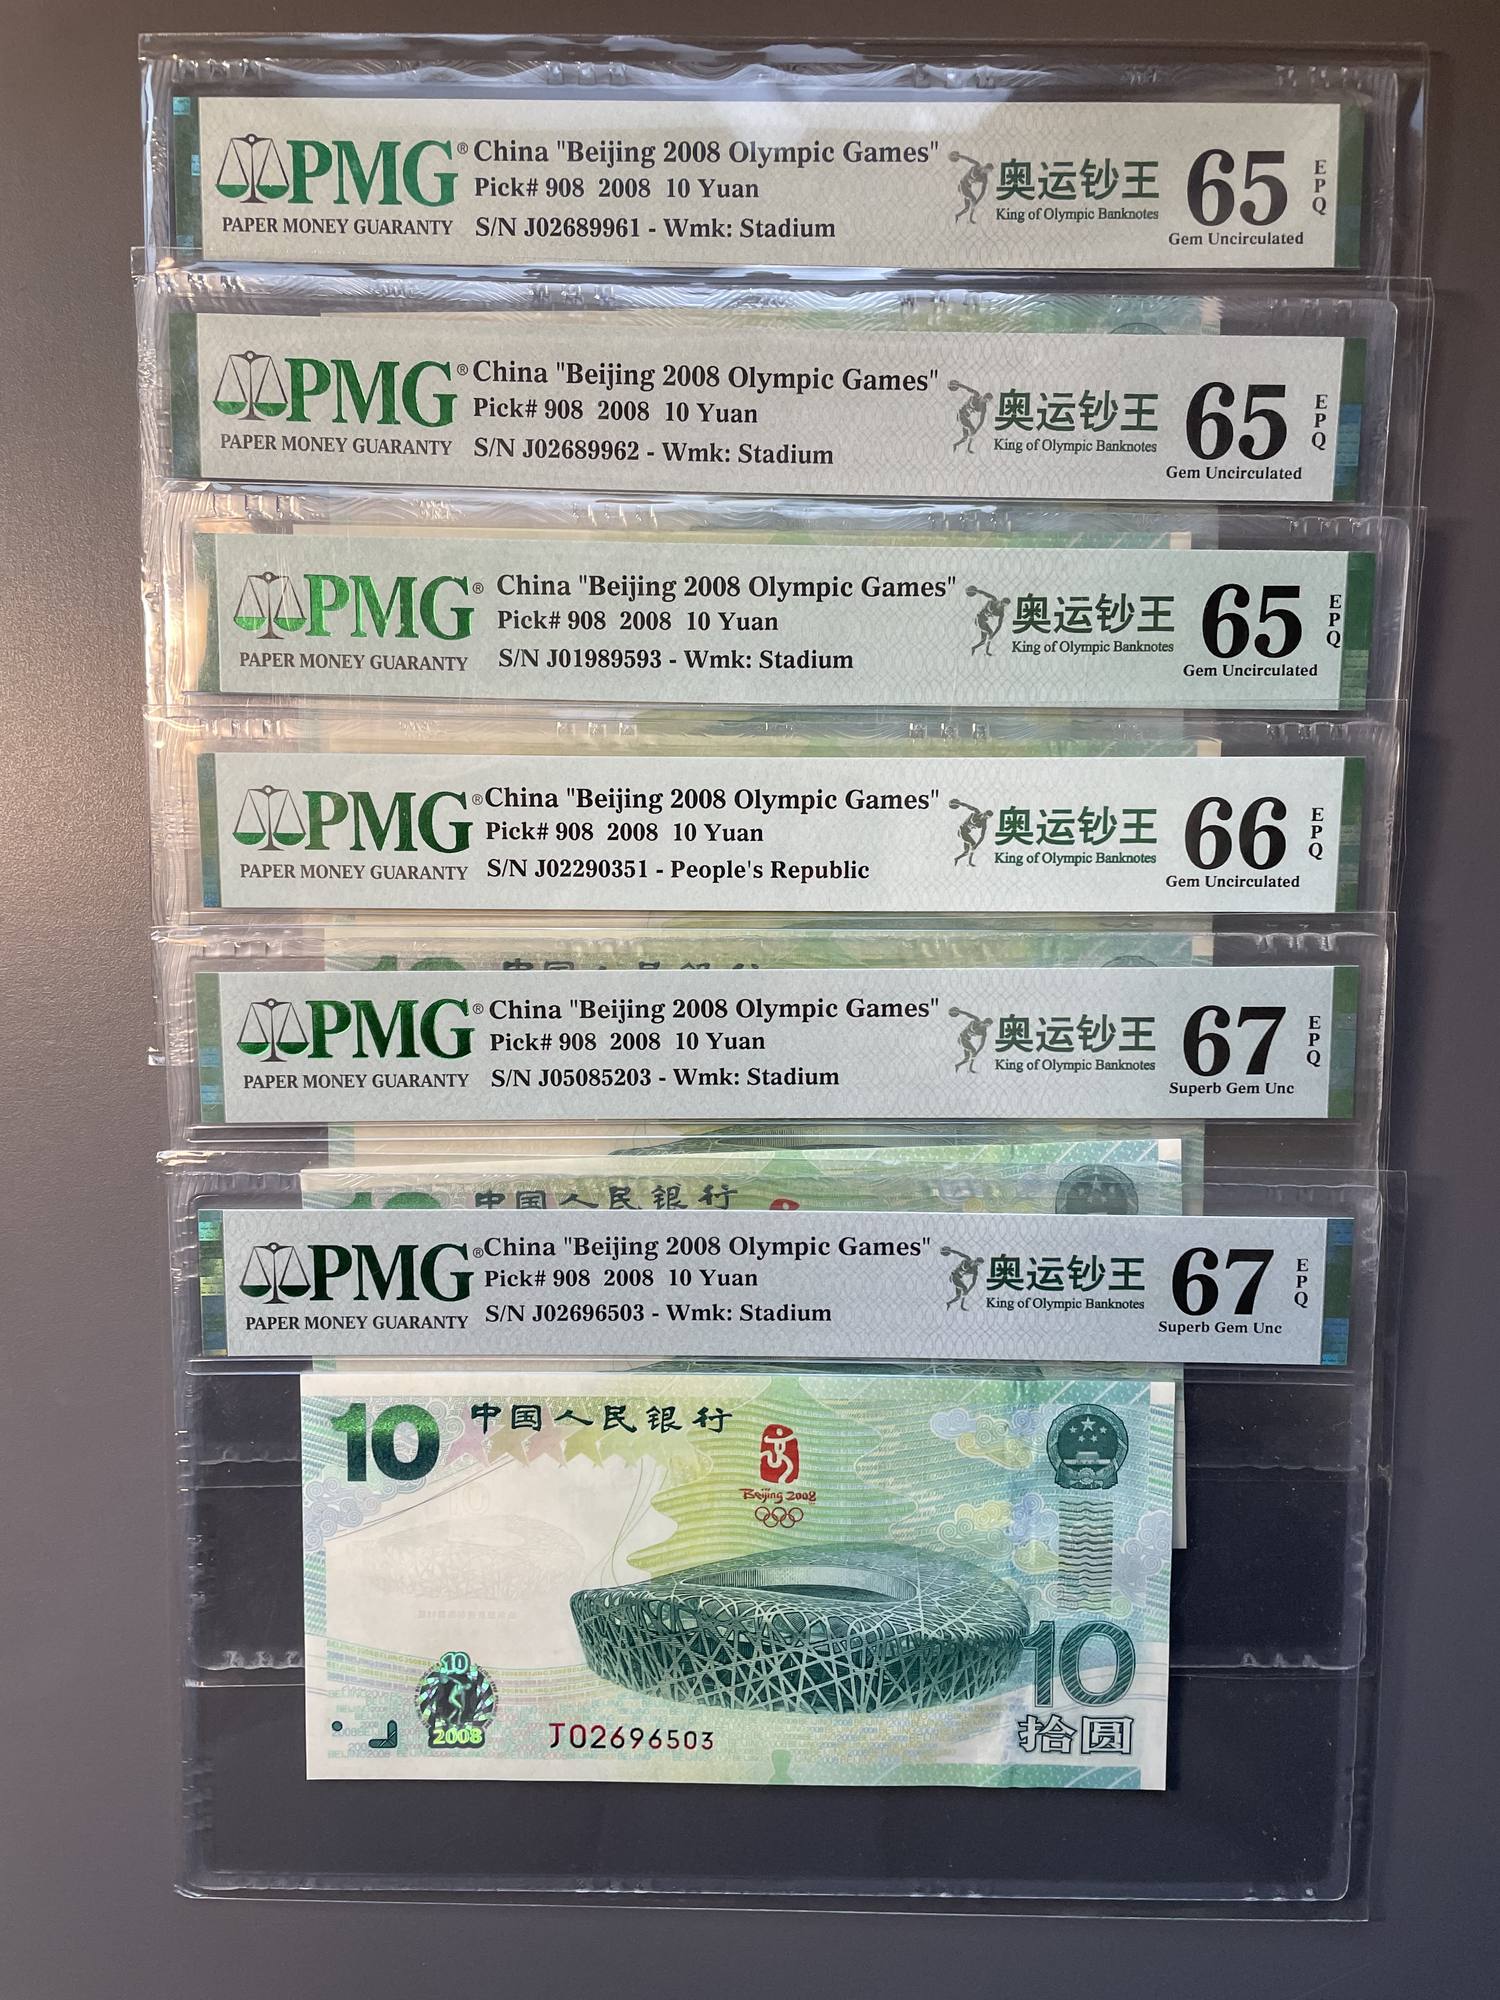 PMG®
PAPER MONEY GUARANTY
China "Beijing 2008 Olympic Games"
Pick# 908 2008 10 Yuan
S/N J02689961 - Wmk: Stadium
奥运钞王
King of Olympic Banknotes
65
Gem Uncirculated
EPQ
PMG®
PAPER MONEY GUARANTY
China "Beijing 2008 Olympic Games"
Pick# 908 2008 10 Yuan
S/N J02689962 - Wmk: Stadium
奥运钞王
King of Olympic Banknotes
65
Gem Uncirculated
EPQ
PMG®
PAPER MONEY GUARANTY
China "Beijing 2008 Olympic Games"
Pick# 908 2008 10 Yuan
S/N J01989593 - Wmk: Stadium
奥运钞王
King of Olympic Banknotes
65
Gem Uncirculated
EPQ
PMG®
PAPER MONEY GUARANTY
China "Beijing 2008 Olympic Games"
Pick# 908 2008 10 Yuan
S/N J02290351 - People's Republic
奥运钞王
King of Olympic Banknotes
66
Gem Uncirculated
EPQ
PMG®
PAPER MONEY GUARANTY
China "Beijing 2008 Olympic Games"
Pick# 908 2008 10 Yuan
S/N J05085203 - Wmk: Stadium
奥运钞王
King of Olympic Banknotes
67
Superb Gem Unc
EPQ
中国人民银行
PMG®
PAPER MONEY GUARANTY
China "Beijing 2008 Olympic Games"
Pick# 908 2008 10 Yuan
S/N J02696503 - Wmk: Stadium
奥运钞王
King of Olympic Banknotes
67
Superb Gem Unc
EPQ
10
中国人民银行
Beijing 2008
10
2008
J02696503
10
拾圆